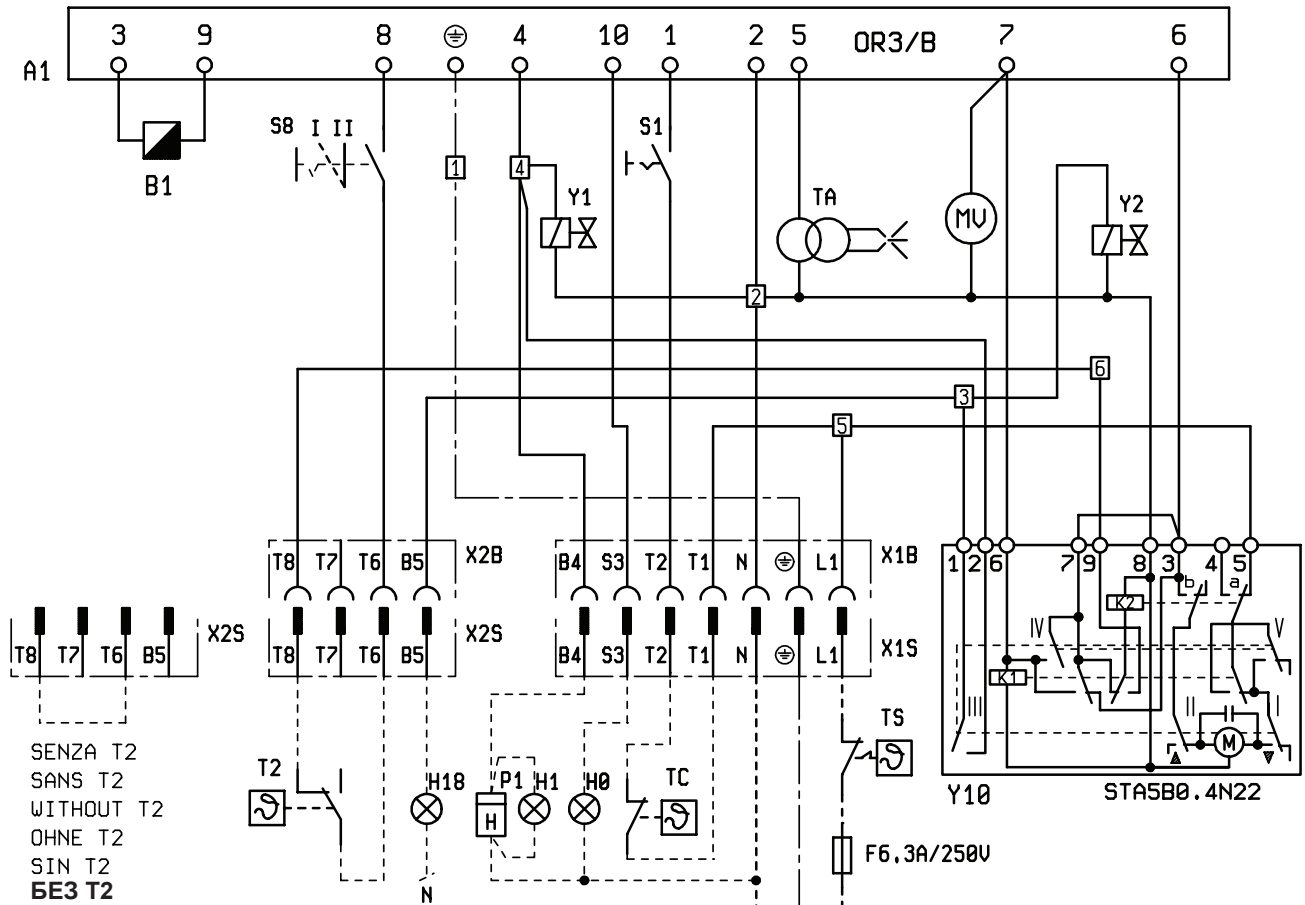 3 9 8 4 10 1 2 5 OR3/B 7 6
A1
S8 I II S1
1 4
B1 Y1 TA MV Y2
2
6
3
5
T8 T7 T6 B5 X2B B4 S3 T2 T1 N L1 X1B
1 2 6 7 9 8 3 4 5
b a
K2
X2S X2S
T8 T7 T6 B5 T8 T7 T6 B5 B4 S3 T2 T1 N L1 X1S
IV V
K1
III II I
M
SENZA T2
SANS T2
WITHOUT T2
OHNE T2
SIN T2
БЕЗ T2
T2 H18 P1 H1 H0 TC TS
H
N
F6,3A/250V
Y10 STA5B0.4N22